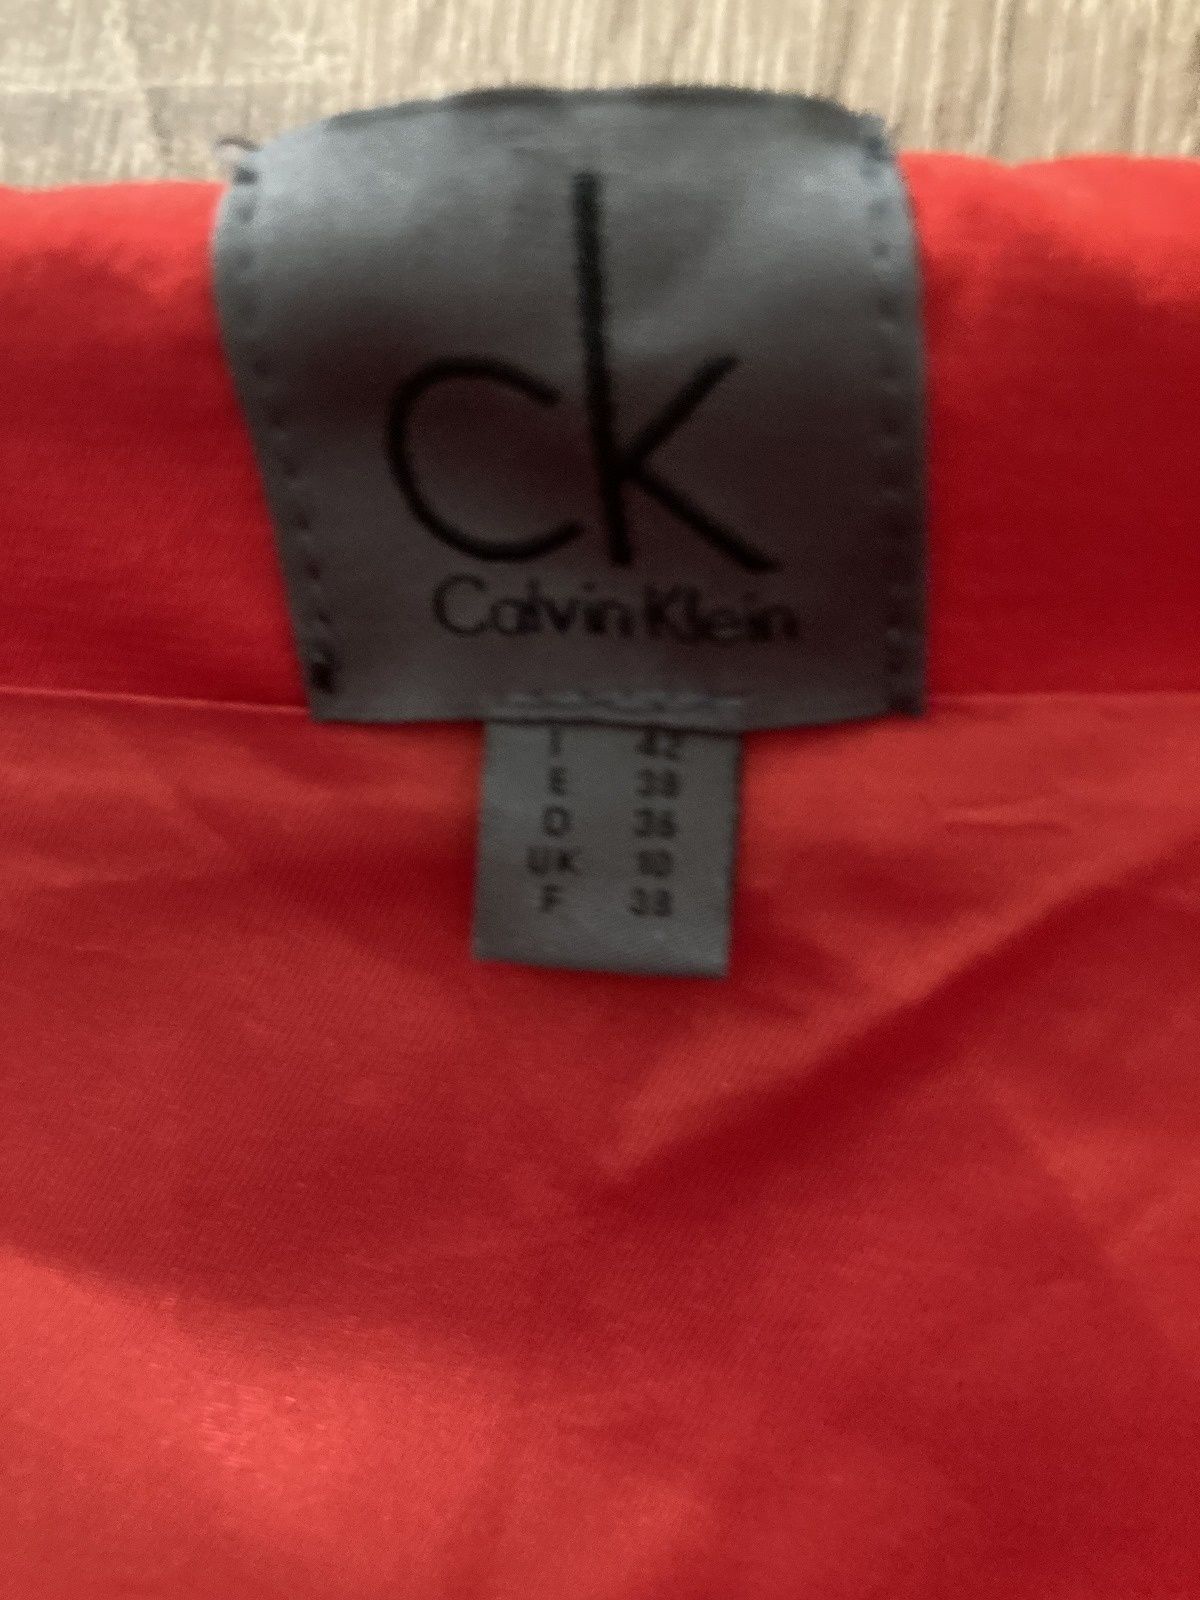 ck
Calvin Klein
I 42
E 38
D 36
UK 10
F 38